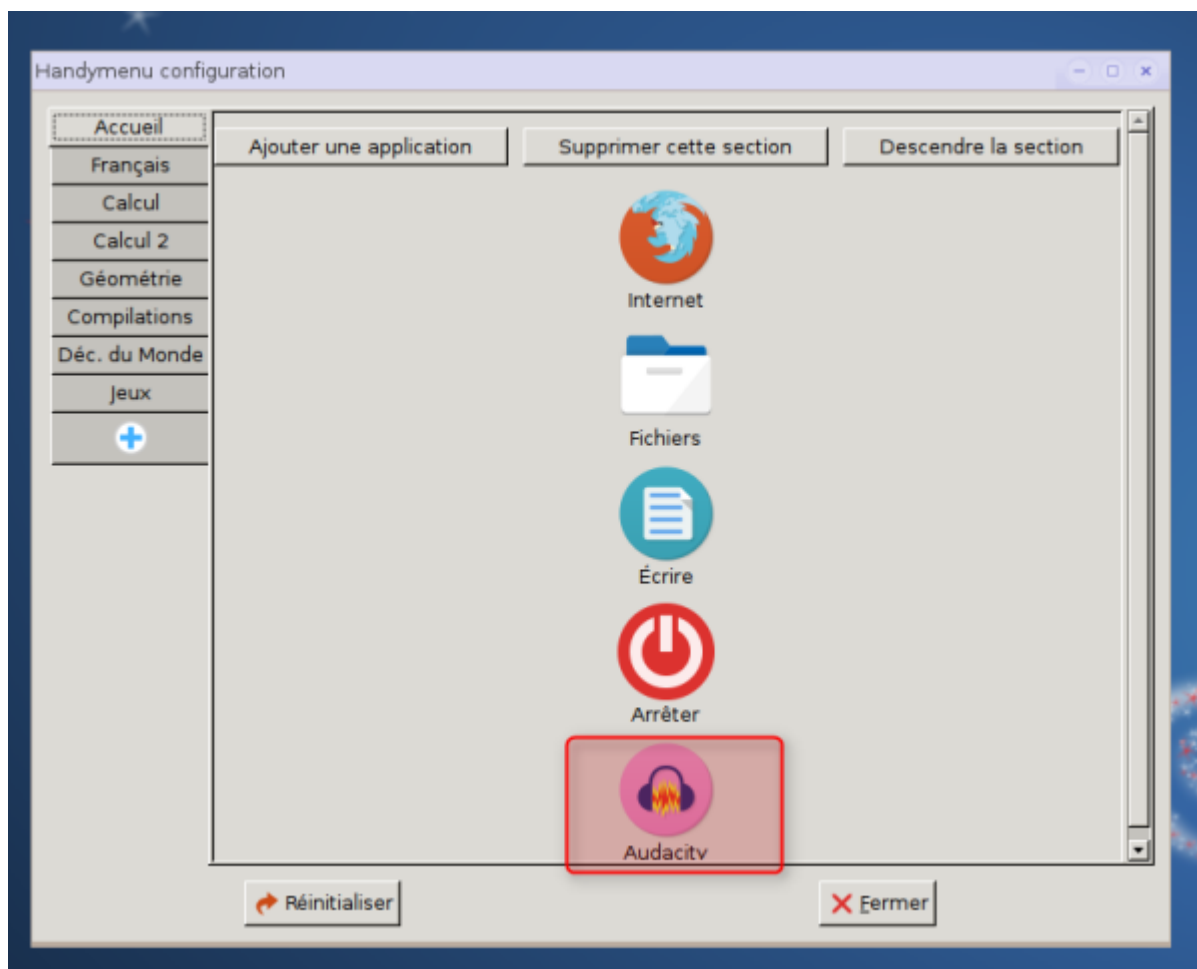 Handymenu configuration
Accueil
Français
Calcul
Calcul 2
Géométrie
Compilations
Déc. du Monde
Jeux
Ajouter une application
Supprimer cette section
Descendre la section
Internet
Fichiers
Écrire
Arrêter
Audacity
Réinitialiser
Fermer